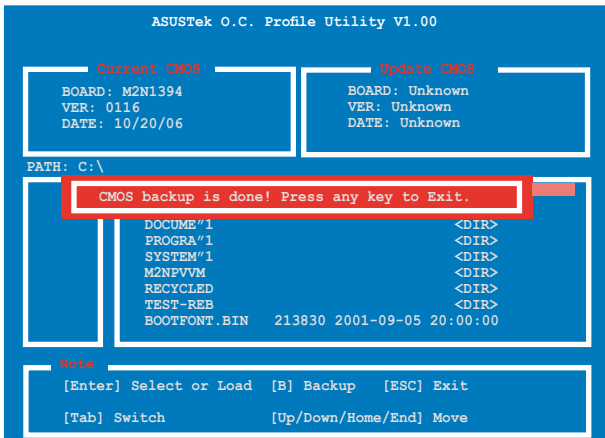 ASUSTek O.C. Profile Utility V1.00
Current CMOS
BOARD: M2N1394
VER: 0116
DATE: 10/20/06
Update CMOS
BOARD: Unknown
VER: Unknown
DATE: Unknown
PATH: C:\
CMOS backup is done! Press any key to Exit.
DOCUME"1 <DIR>
PROGRA"1 <DIR>
SYSTEM"1 <DIR>
M2NPVVM <DIR>
RECYCLED <DIR>
TEST-REB <DIR>
BOOTFONT.BIN 213830 2001-09-05 20:00:00
Note
[Enter] Select or Load [B] Backup [ESC] Exit
[Tab] Switch [Up/Down/Home/End] Move